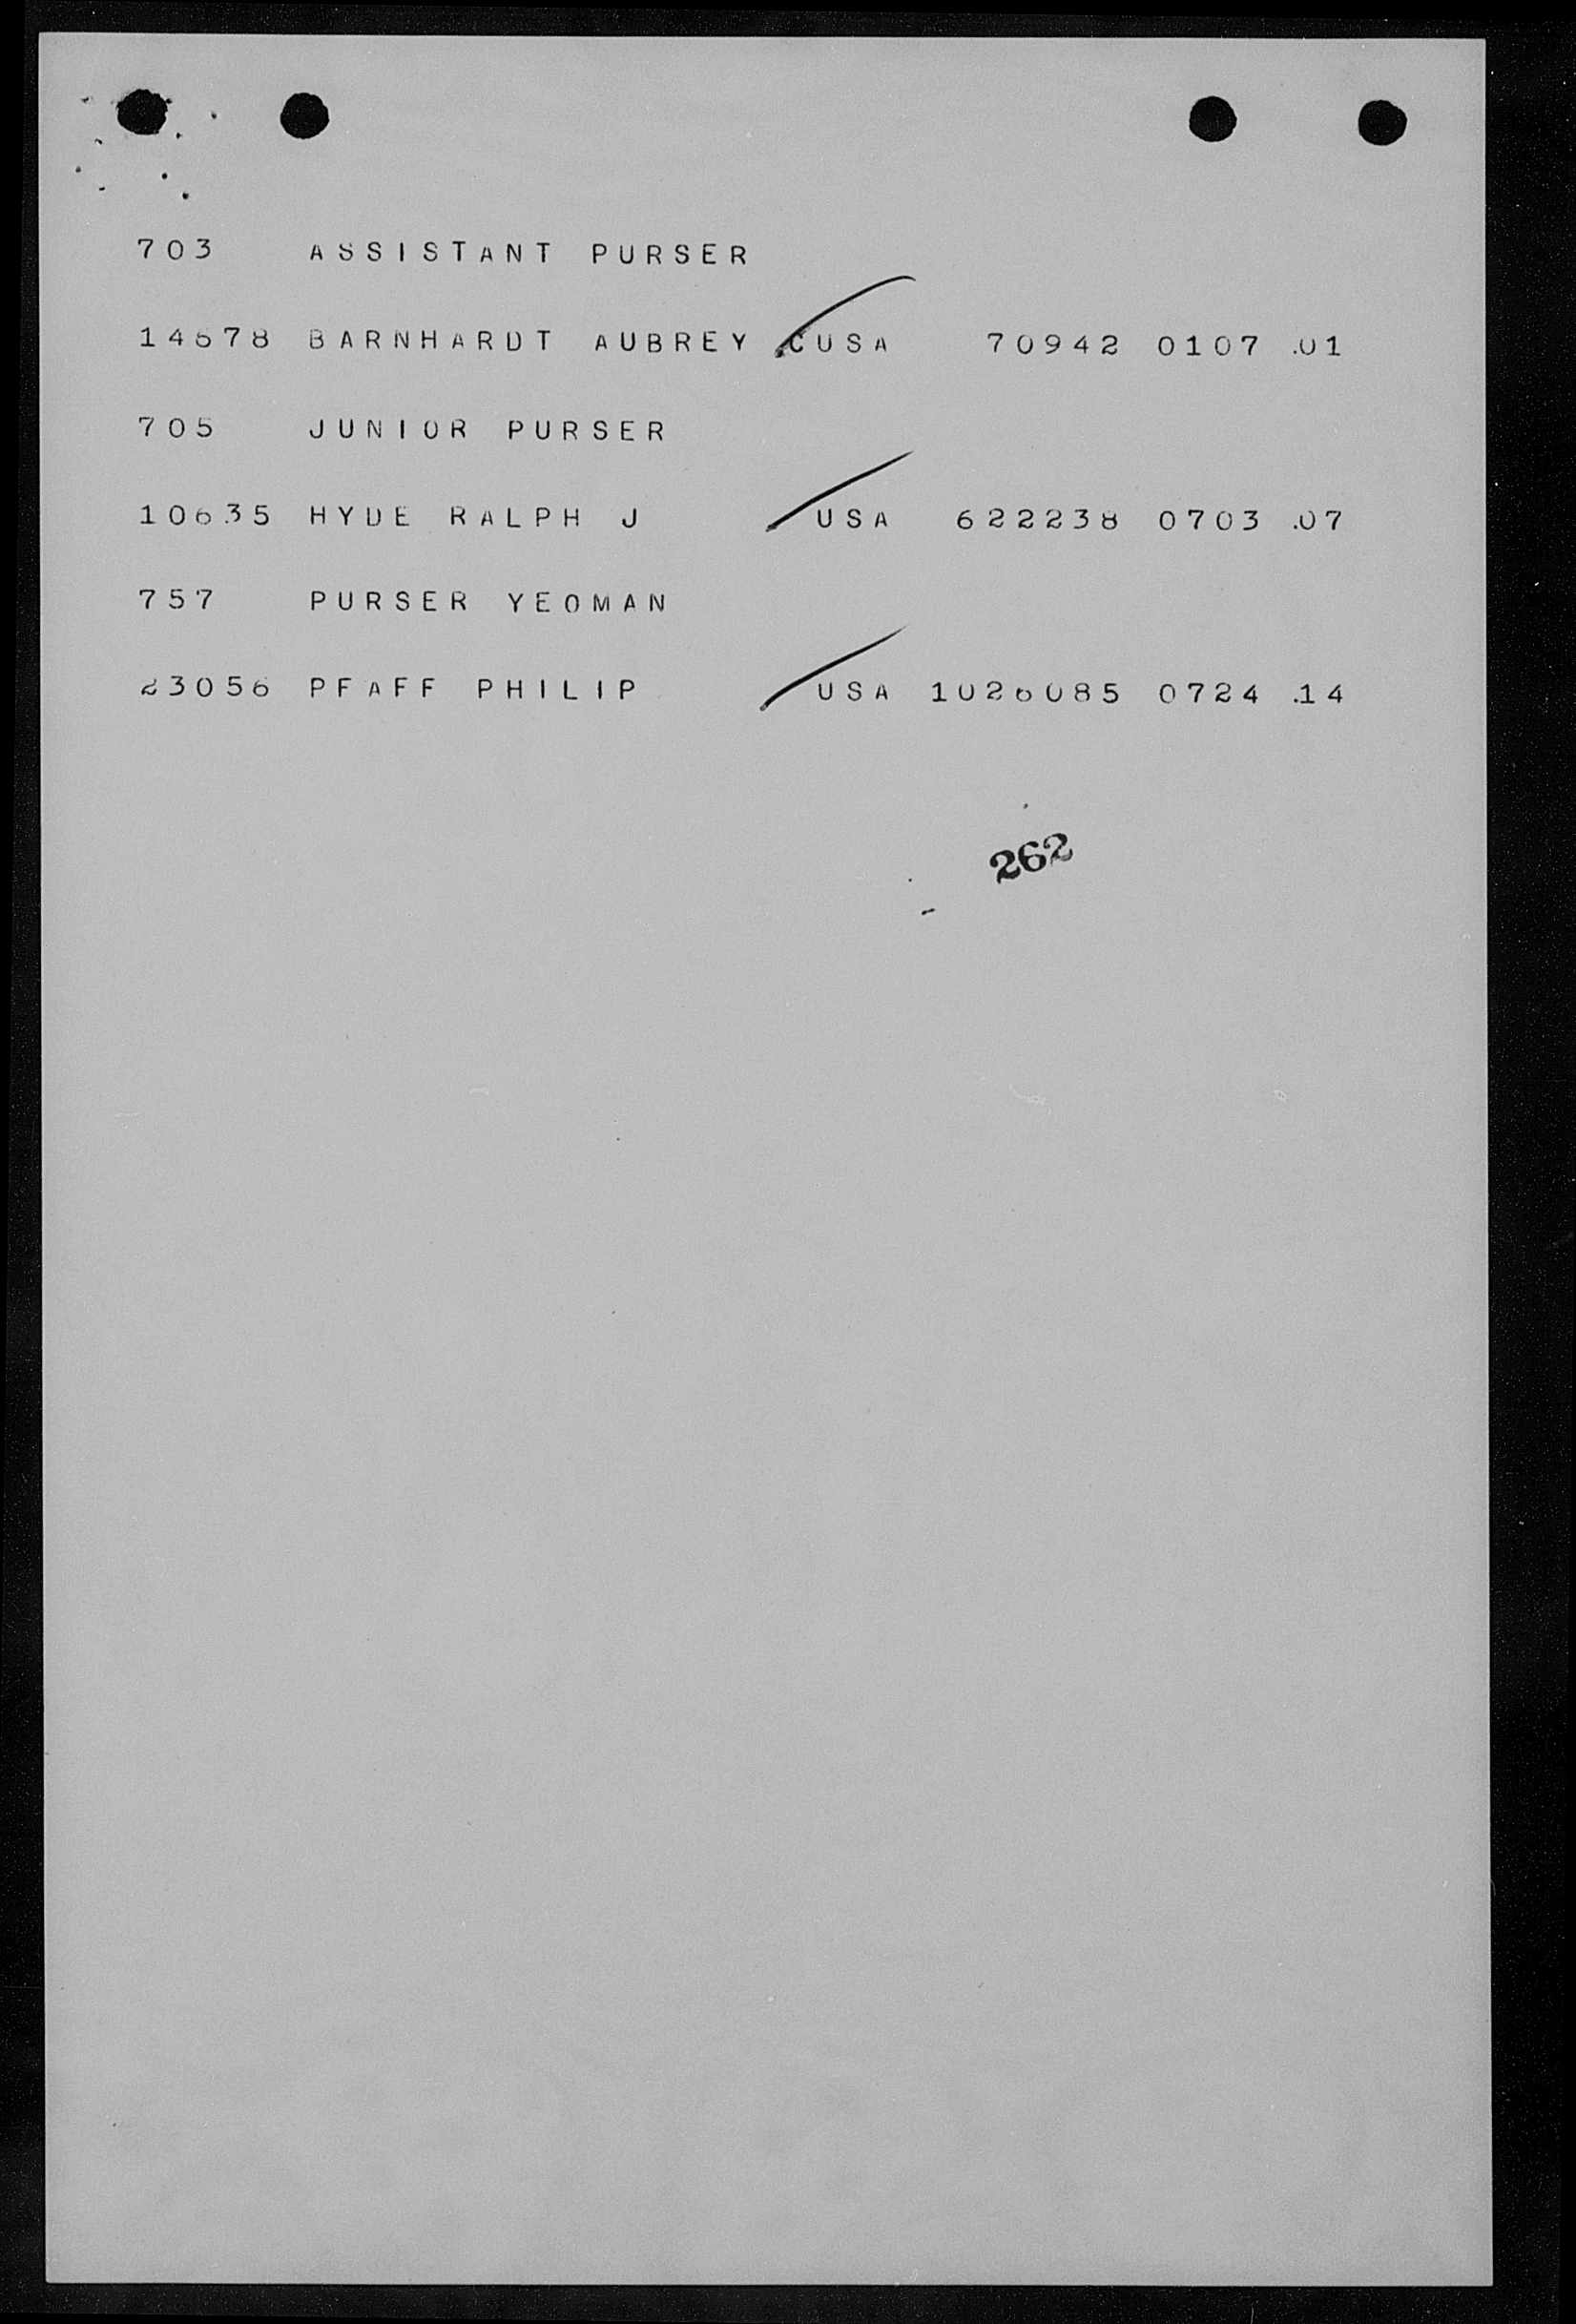 703 ASSISTANT PURSER
14678 BARNHARDT AUBREY C USA 70942 0107 .01
705 JUNIOR PURSER
10635 HYDE RALPH J USA 622238 0703 .07
757 PURSER YEOMAN
23056 PFAFF PHILIP USA 1026085 0724 .14
262